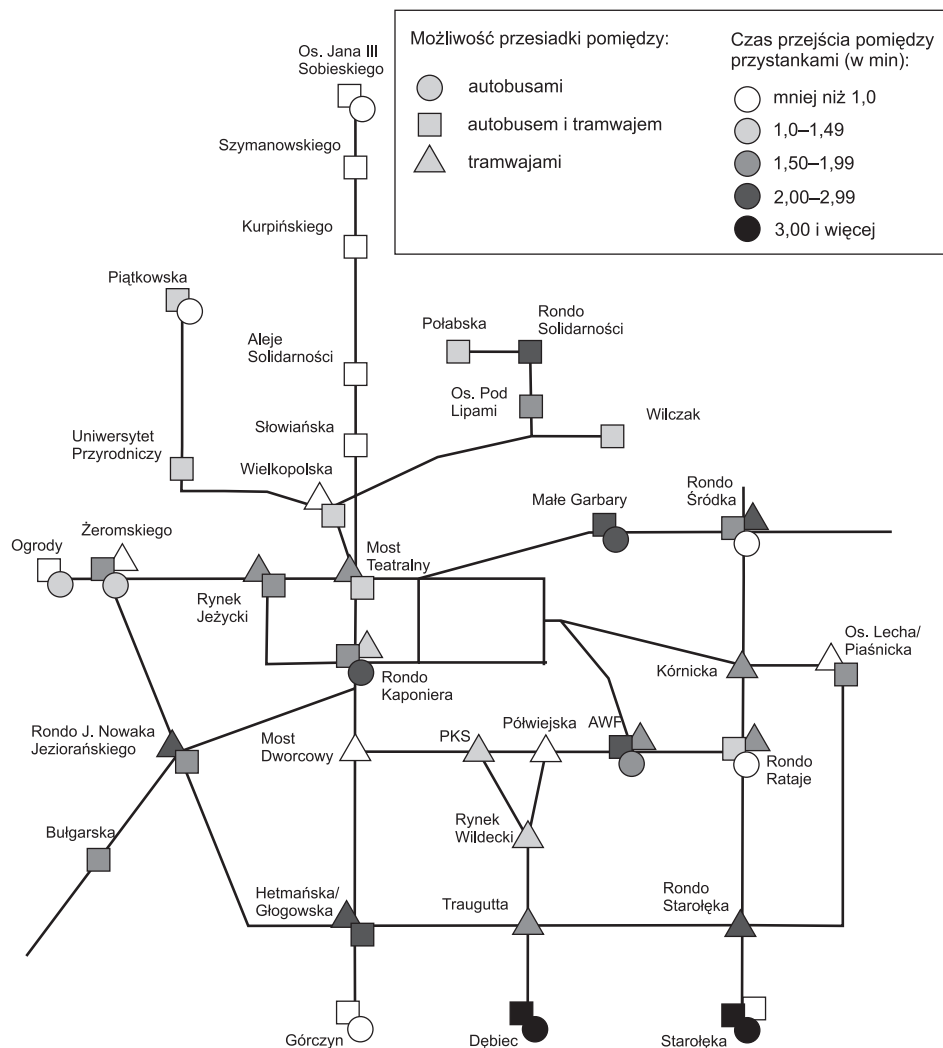 Os. Jana III
Sobieskiego
Możliwość przesiadki pomiędzy:
autobusami
autobusem i tramwajem
tramwajami
Czas przejścia pomiędzy
przystankami (w min):
mniej niż 1,0
1,0–1,49
1,50–1,99
2,00–2,99
3,00 i więcej
Szymanowskiego
Kurpińskiego
Piątkowska
Aleje
Solidarności
Połabska
Rondo
Solidarności
Os. Pod
Lipami
Wilczak
Słowiańska
Uniwersytet
Przyrodniczy
Wielkopolska
Małe Garbary
Rondo
Śródka
Ogrody
Żeromskiego
Most
Teatralny
Rynek
Jeżycki
Rondo
Kaponiera
Kórnicka
Os. Lecha/
Piaśnicka
Rondo J. Nowaka
Jeziorańskiego
Most
Dworcowy
PKS
Półwiejska
AWF
Rondo
Rataje
Bułgarska
Rynek
Wildecki
Hetmańska/
Głogowska
Traugutta
Rondo
Starołęka
Górczyn
Dębiec
Starołęka